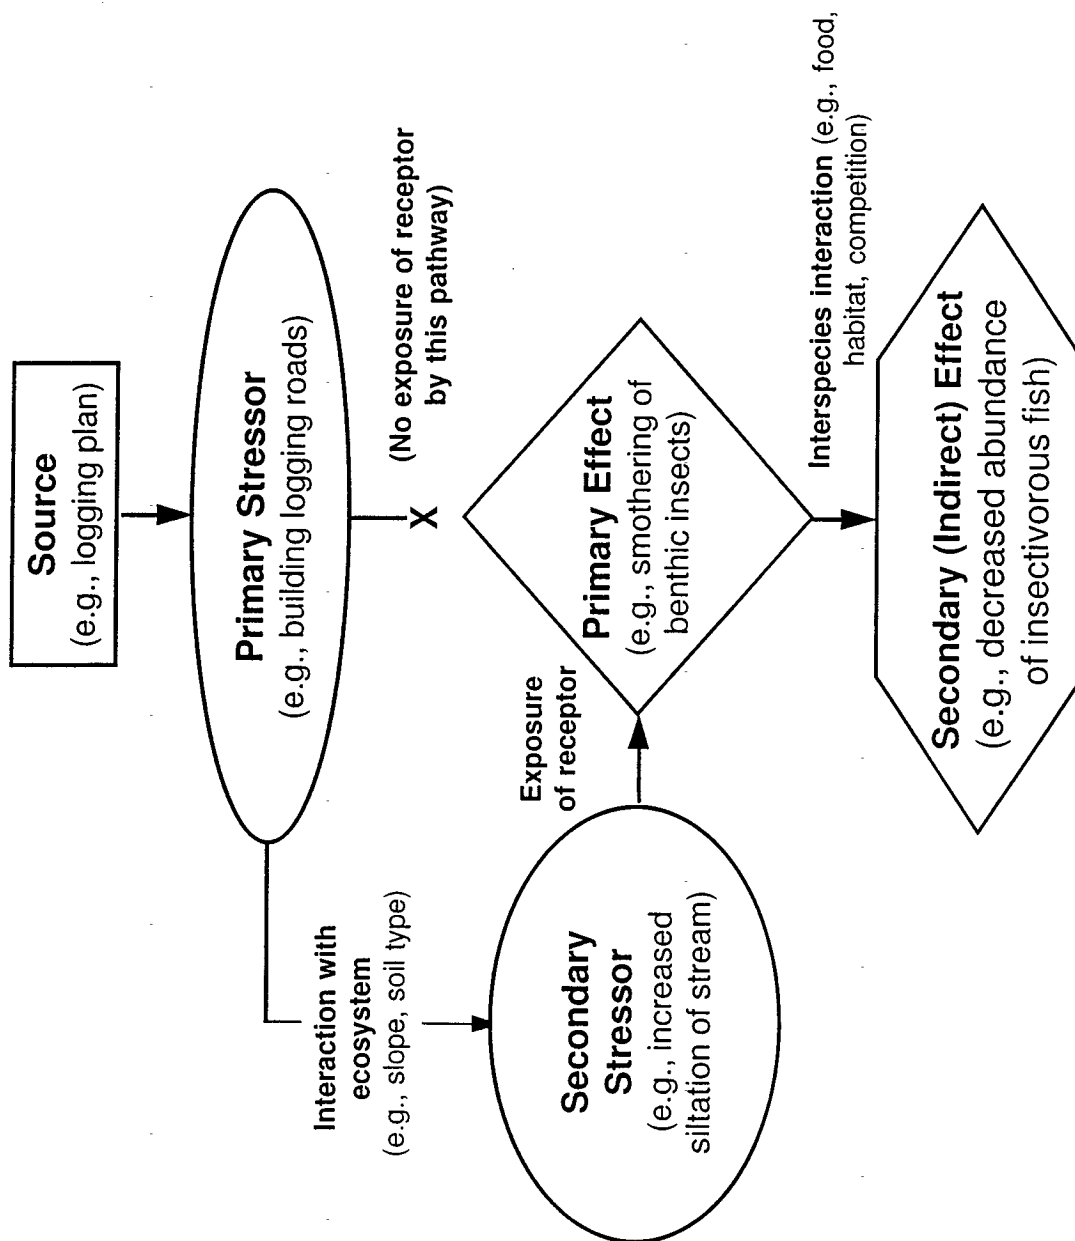 Source
(e.g., logging plan)
Primary Stressor
(e.g., building logging roads)
(No exposure of receptor
by this pathway)
Interaction with
ecosystem
(e.g., slope, soil type)
Secondary
Stressor
(e.g., increased
siltation of stream)
Exposure
of receptor
Primary Effect
(e.g., smothering of
benthic insects)
X
Interspecies interaction (e.g., food,
habitat, competition)
Secondary (Indirect) Effect
(e.g., decreased abundance
of insectivorous fish)